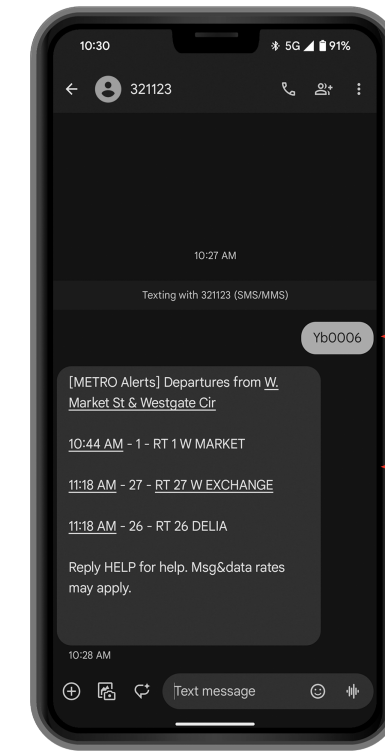 10:30
5G 91%
321123
10:27 AM
Texting with 321123 (SMS/MMS)
Yb0006
[METRO Alerts] Departures from W.
Market St & Westgate Cir
10:44 AM - 1 - RT 1 W MARKET
11:18 AM - 27 - RT 27 W EXCHANGE
11:18 AM - 26 - RT 26 DELIA
Reply HELP for help. Msg&data rates
may apply.
10:28 AM
Text message